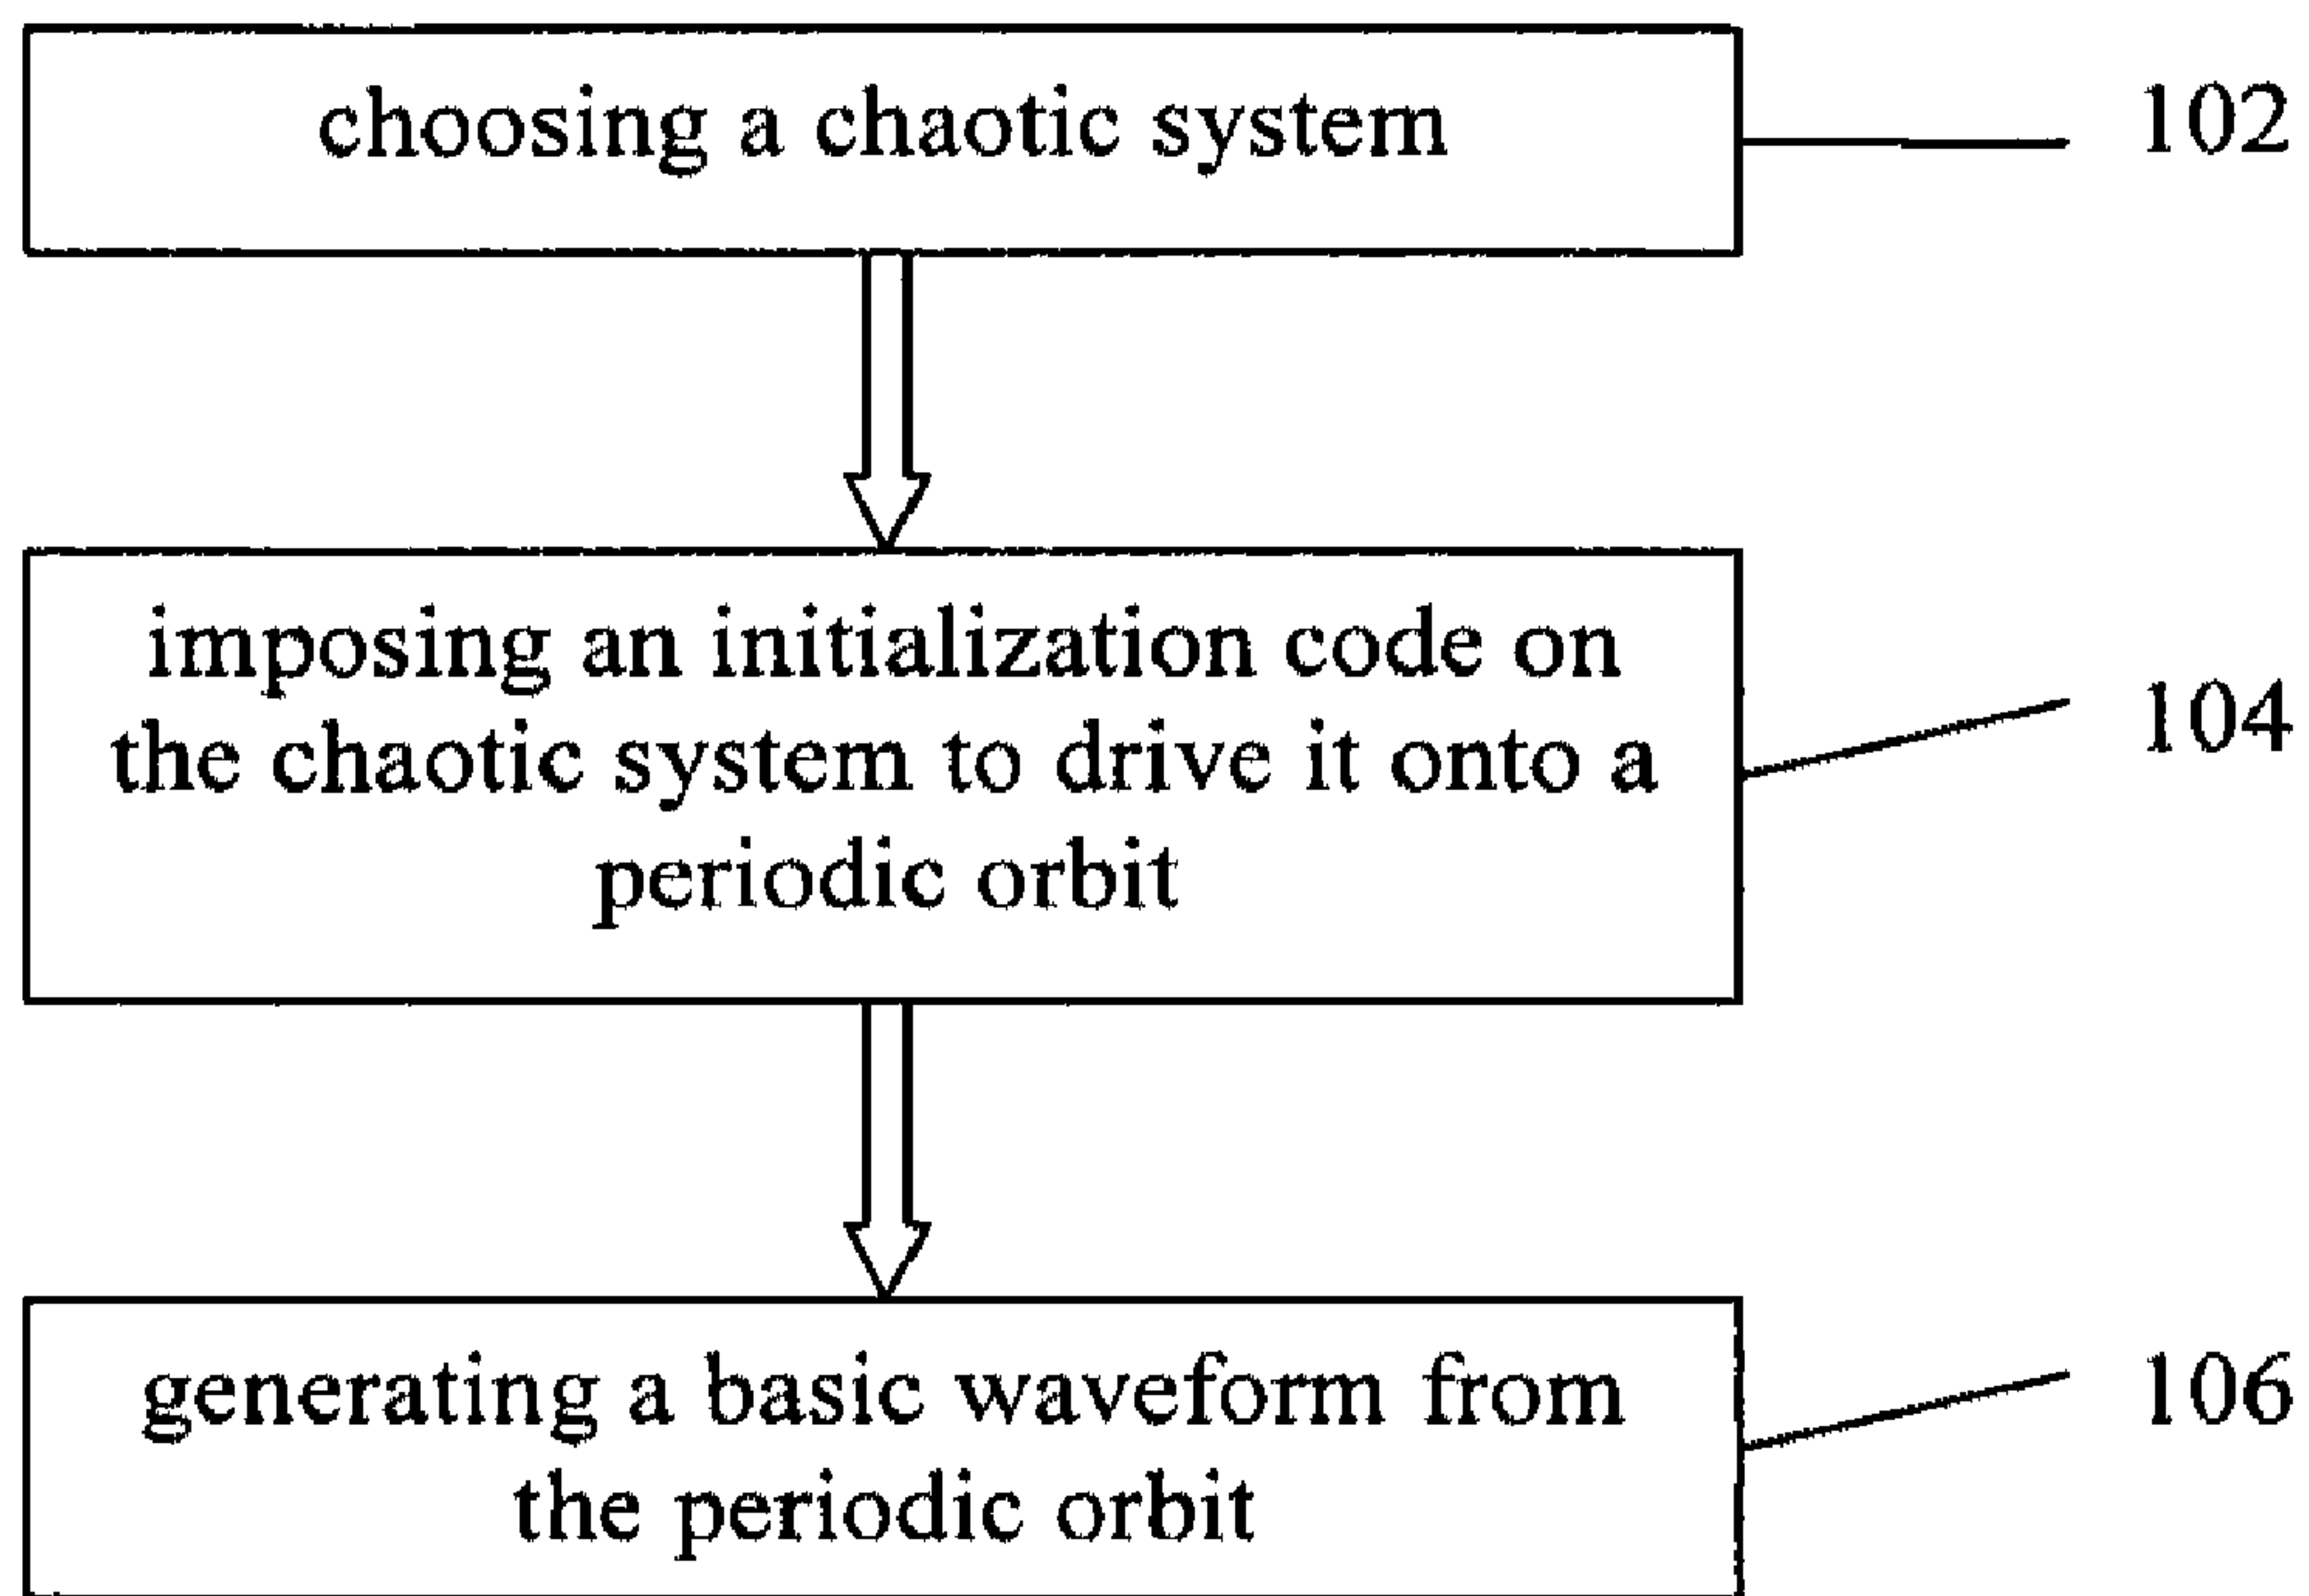 choosing a chaotic system
102
imposing an initialization code on
the chaotic system to drive it onto a
periodic orbit
104
generating a basic waveform from
the periodic orbit
106